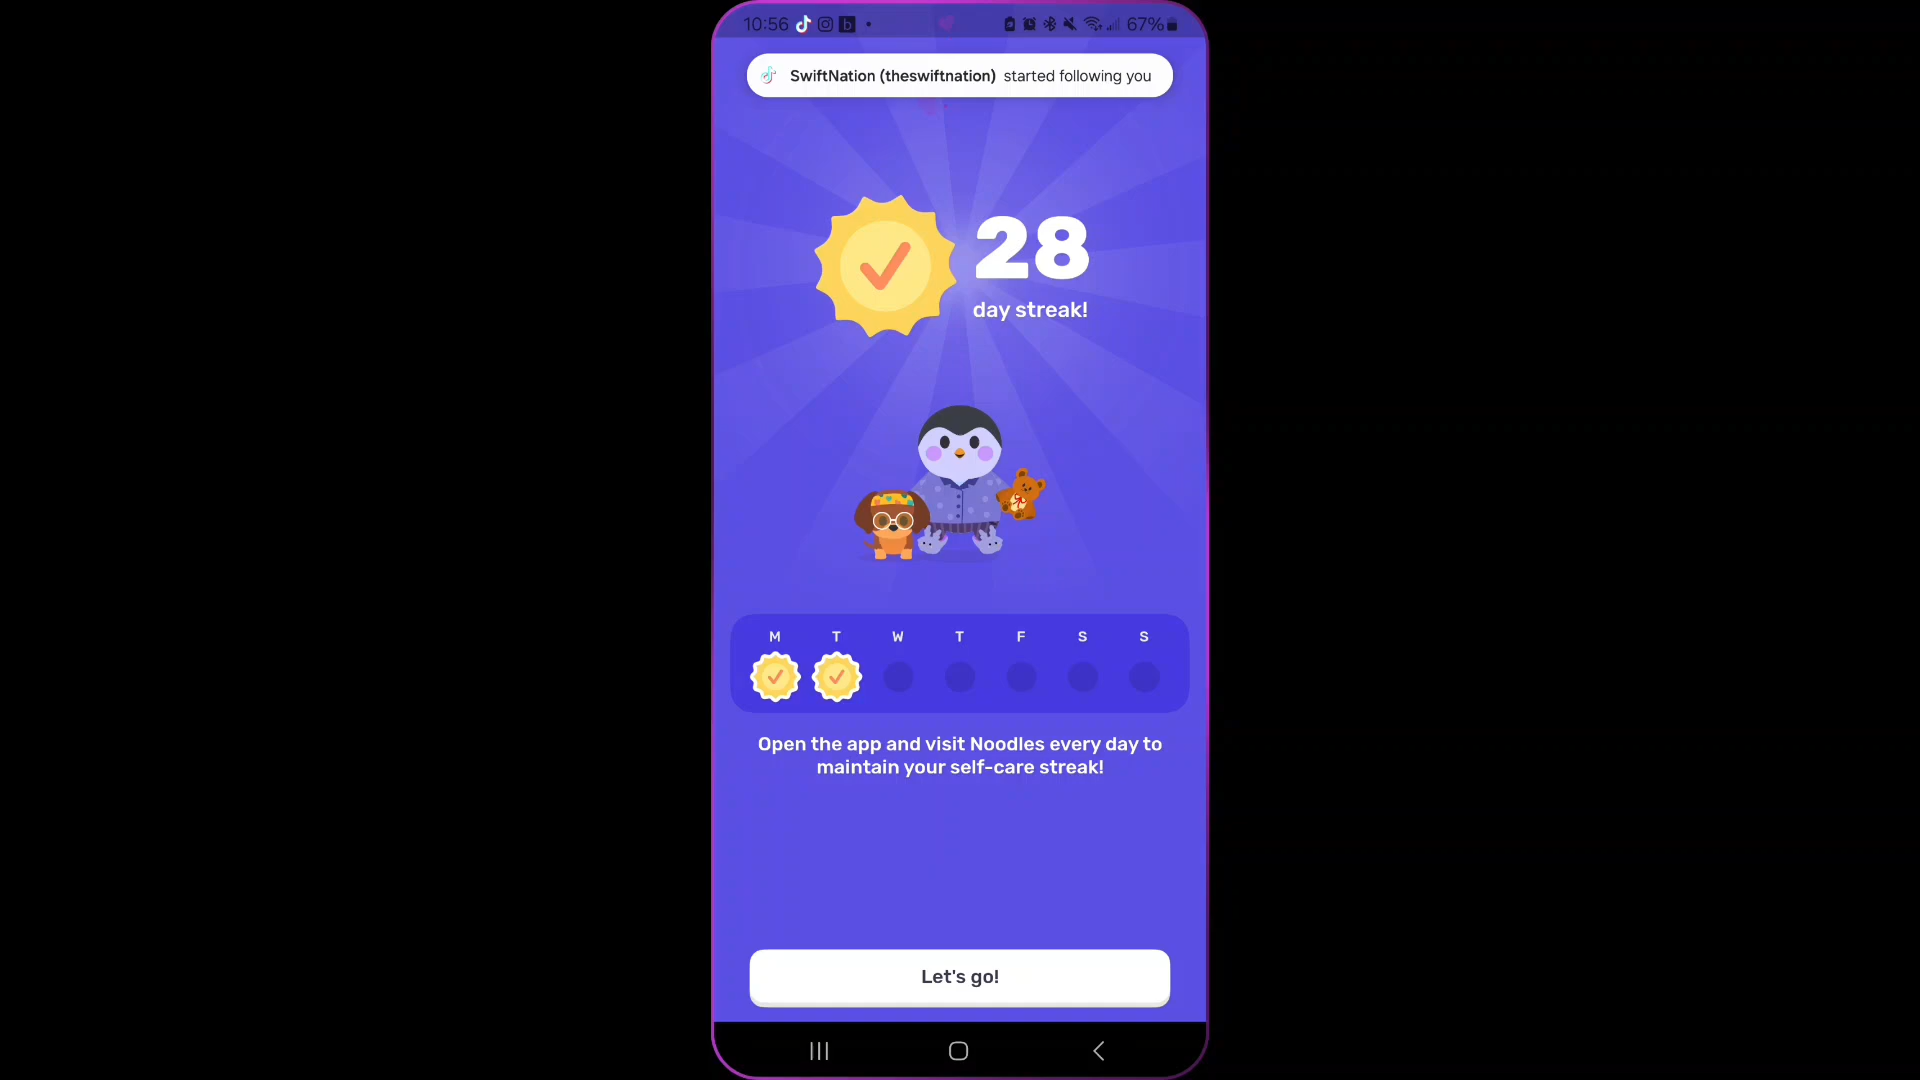 10:56
67%
SwiftNation (theswiftnation) started following you
28
day streak!
M T W T F S S
Open the app and visit Noodles every day to
maintain your self-care streak!
Let's go!